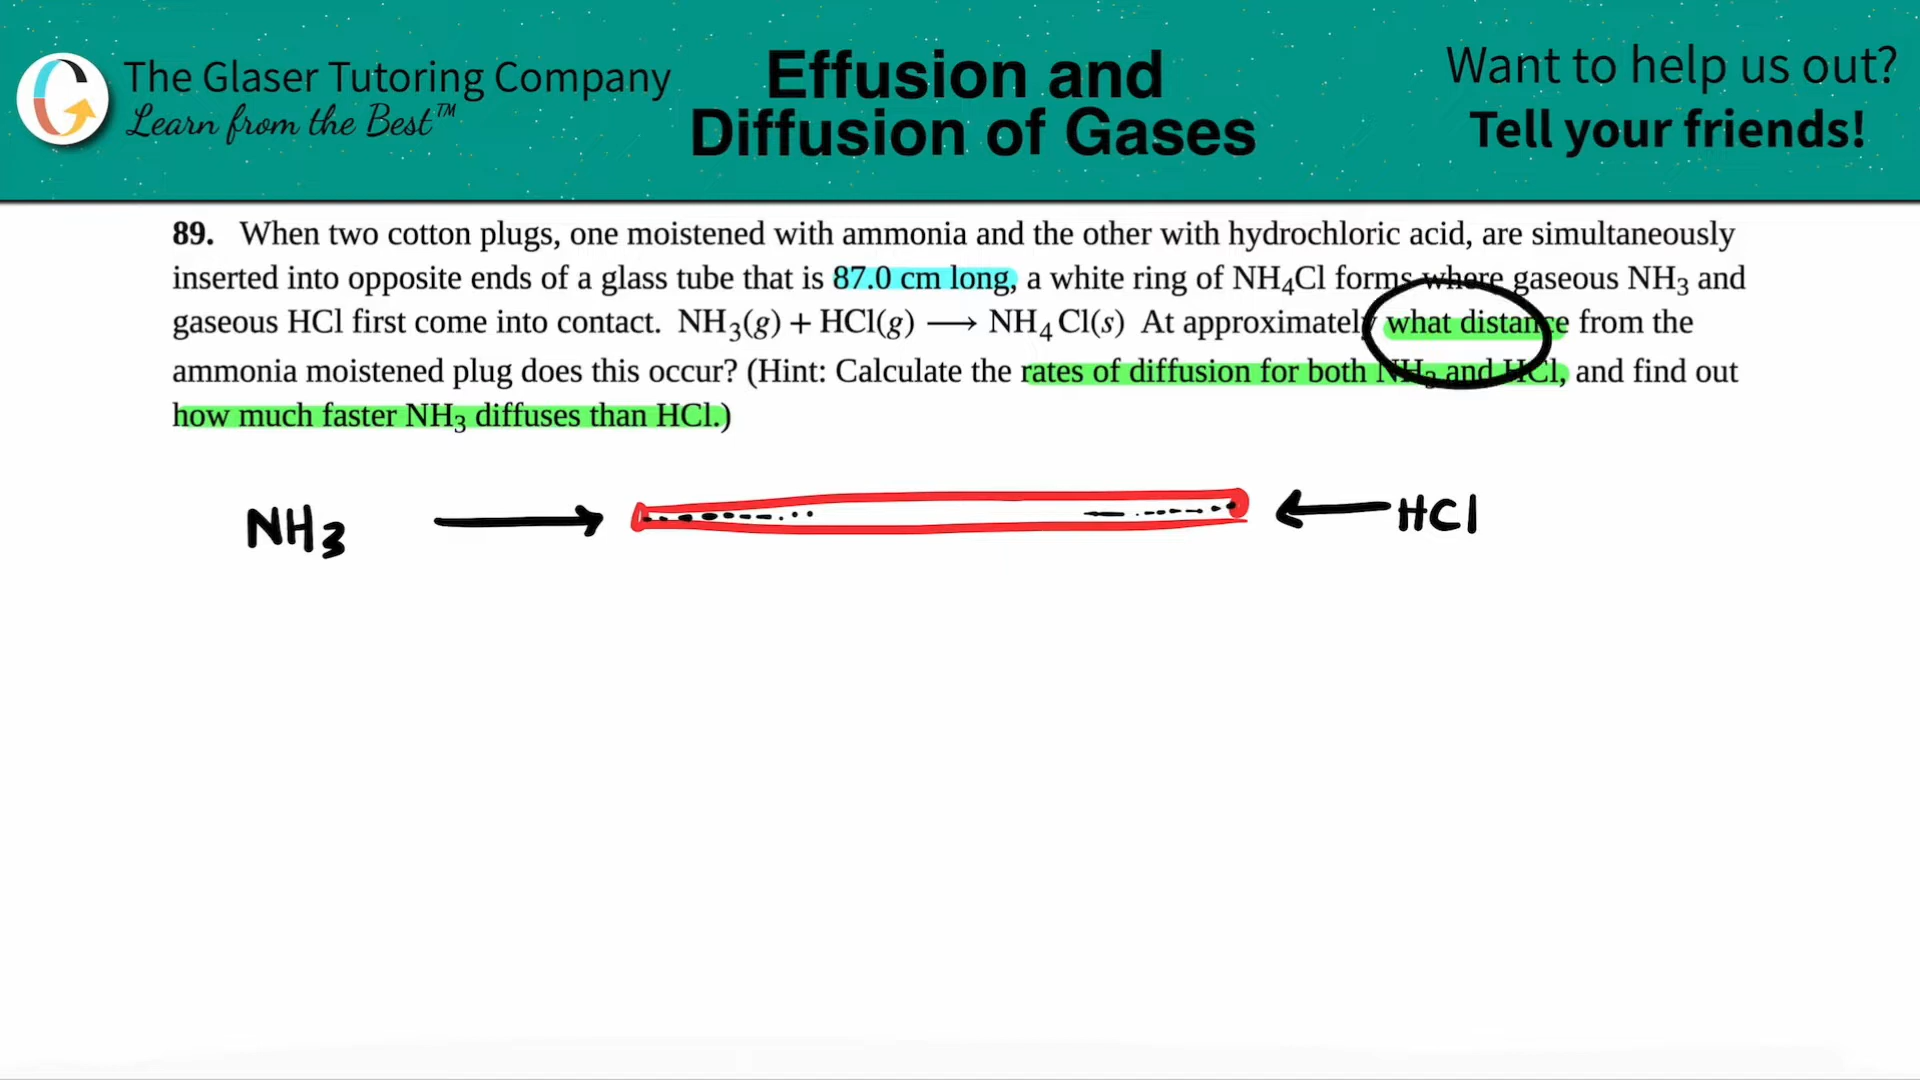 The Glaser Tutoring Company
Learn from the Best™
Effusion and
Diffusion of Gases
Want to help us out?
Tell your friends!
89. When two cotton plugs, one moistened with ammonia and the other with hydrochloric acid, are simultaneously
inserted into opposite ends of a glass tube that is 87.0 cm long, a white ring of NH₄Cl forms where gaseous NH₃ and
gaseous HCl first come into contact. NH₃(g) + HCl(g) ⟶ NH₄Cl(s) At approximately what distance from the
ammonia moistened plug does this occur? (Hint: Calculate the rates of diffusion for both NH₃ and HCl, and find out
how much faster NH₃ diffuses than HCl.)
NH₃ HCl